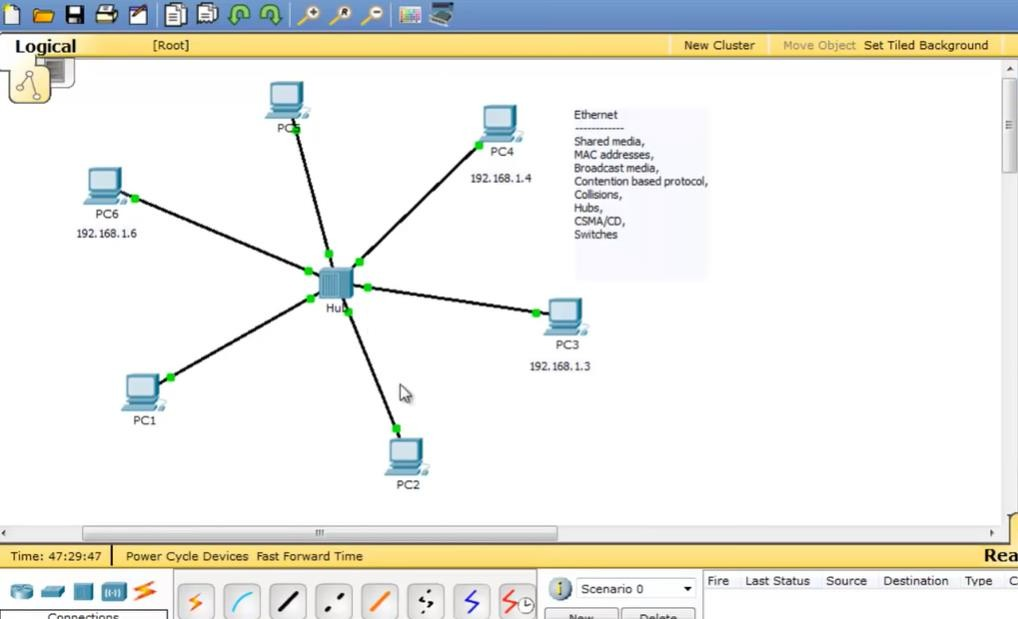 Logical
[Root]
New Cluster
Move Object
Set Tiled Background
PC5
PC4
192.168.1.4
PC6
192.168.1.6
Hub
PC3
192.168.1.3
PC1
PC2
Ethernet
------------
Shared media,
MAC addresses,
Broadcast media,
Contention based protocol,
Collisions,
Hubs,
CSMA/CD,
Switches
Time: 47:29:47
Power Cycle Devices Fast Forward Time
Rea
Connections
Scenario 0
New
Delete
Fire Last Status Source Destination Type C